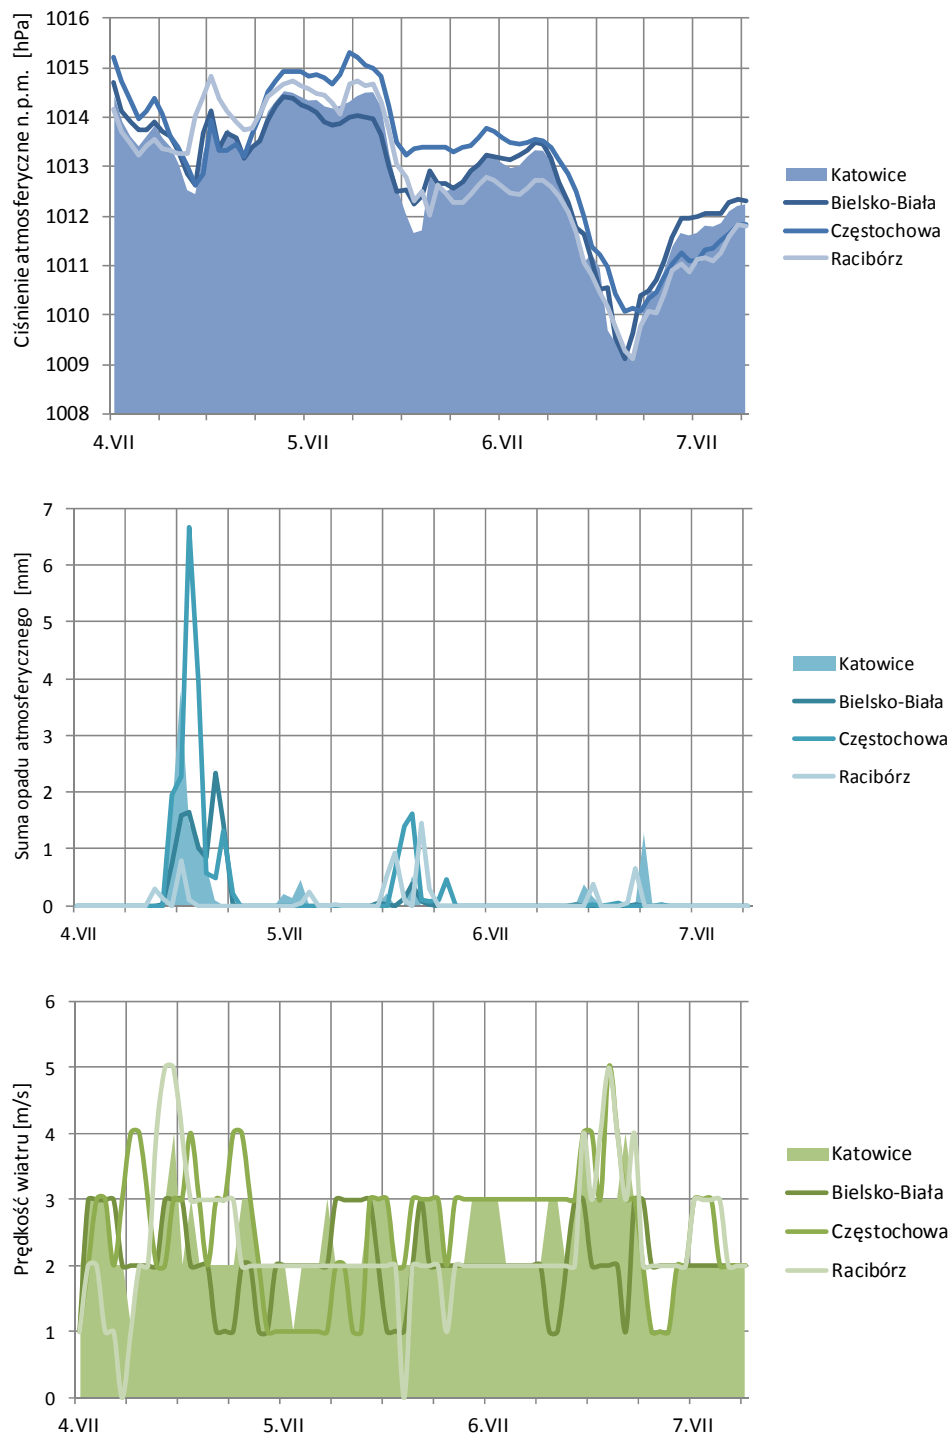 Ciśnienie atmosferyczne n.p.m. [hPa]
1016
1015
1014
1013
1012
1011
1010
1009
1008
4.VII
5.VII
6.VII
7.VII
Katowice
Bielsko-Biała
Częstochowa
Racibórz
Suma opadu atmosferycznego [mm]
7
6
5
4
3
2
1
0
4.VII
5.VII
6.VII
7.VII
Katowice
Bielsko-Biała
Częstochowa
Racibórz
Prędkość wiatru [m/s]
6
5
4
3
2
1
0
4.VII
5.VII
6.VII
7.VII
Katowice
Bielsko-Biała
Częstochowa
Racibórz